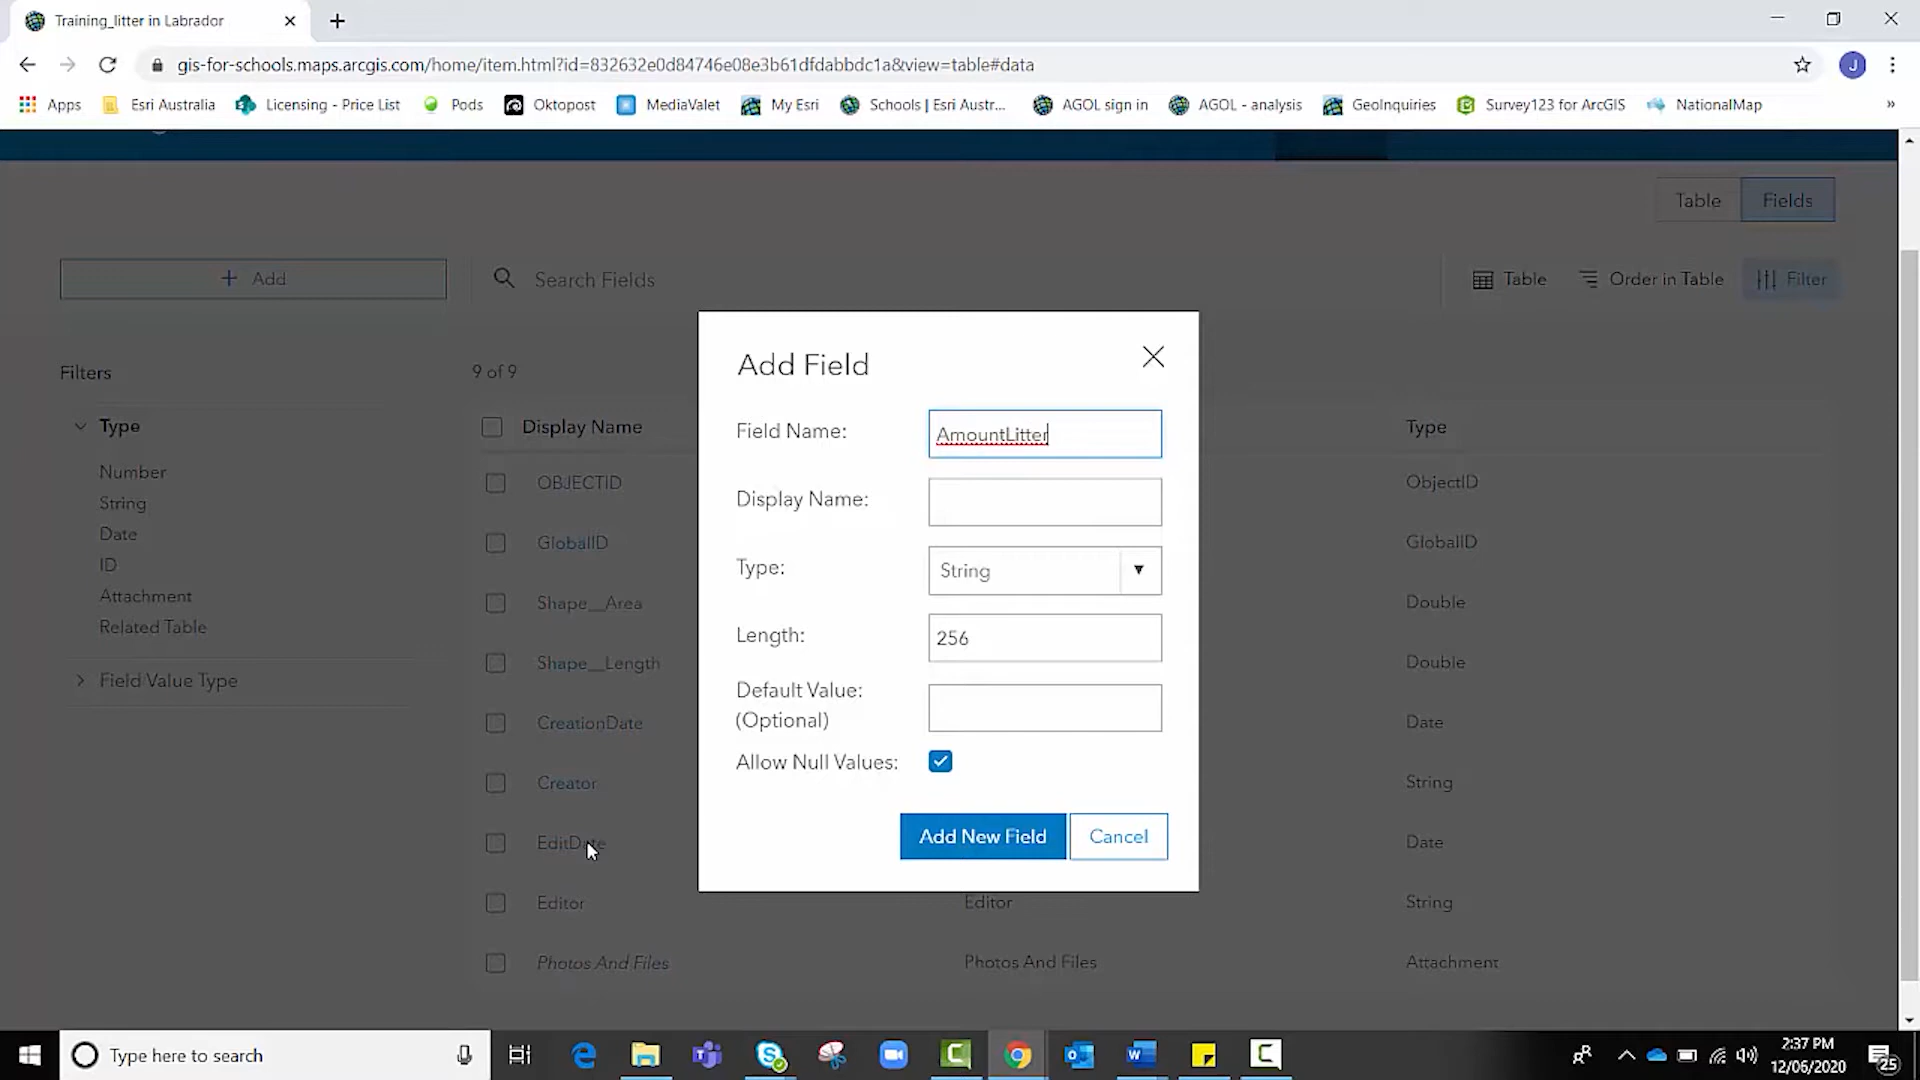 Training_litter in Labrador
gis-for-schools.maps.arcgis.com/home/item.html?id=832632e0d84746e08e3b61dfdabbdc1a&view=table#data
J
Apps
Esri Australia
Licensing - Price List
Pods
Oktopost
MediaValet
My Esri
Schools | Esri Austr...
AGOL sign in
AGOL - analysis
GeoInquiries
Survey123 for ArcGIS
NationalMap
»
Table
Fields
+ Add
Search Fields
Table
Order in Table
Filter
Filters
9 of 9
Type
Display Name
Type
Number
String
Date
ID
Attachment
Related Table
Field Value Type
OBJECTID
ObjectID
GlobalID
GlobalID
Shape__Area
Double
Shape__Length
Double
CreationDate
Date
Creator
String
EditDate
Date
Editor
Editor
String
Photos And Files
Photos And Files
Attachment
Add Field
Field Name:
AmountLitter
Display Name:
Type:
String
Length:
256
Default Value:
(Optional)
Allow Null Values:
Add New Field
Cancel
Type here to search
2:37 PM
12/06/2020
25